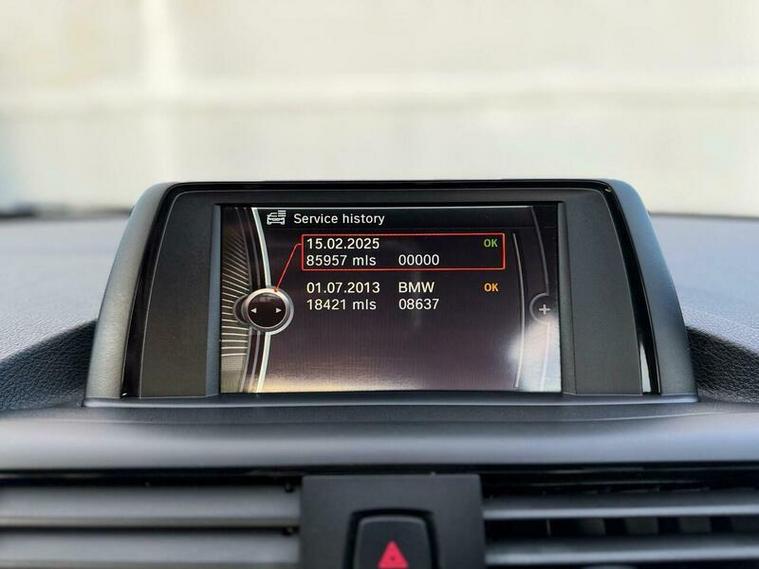 Service history
15.02.2025 OK
85957 mls 00000
01.07.2013 BMW OK
18421 mls 08637